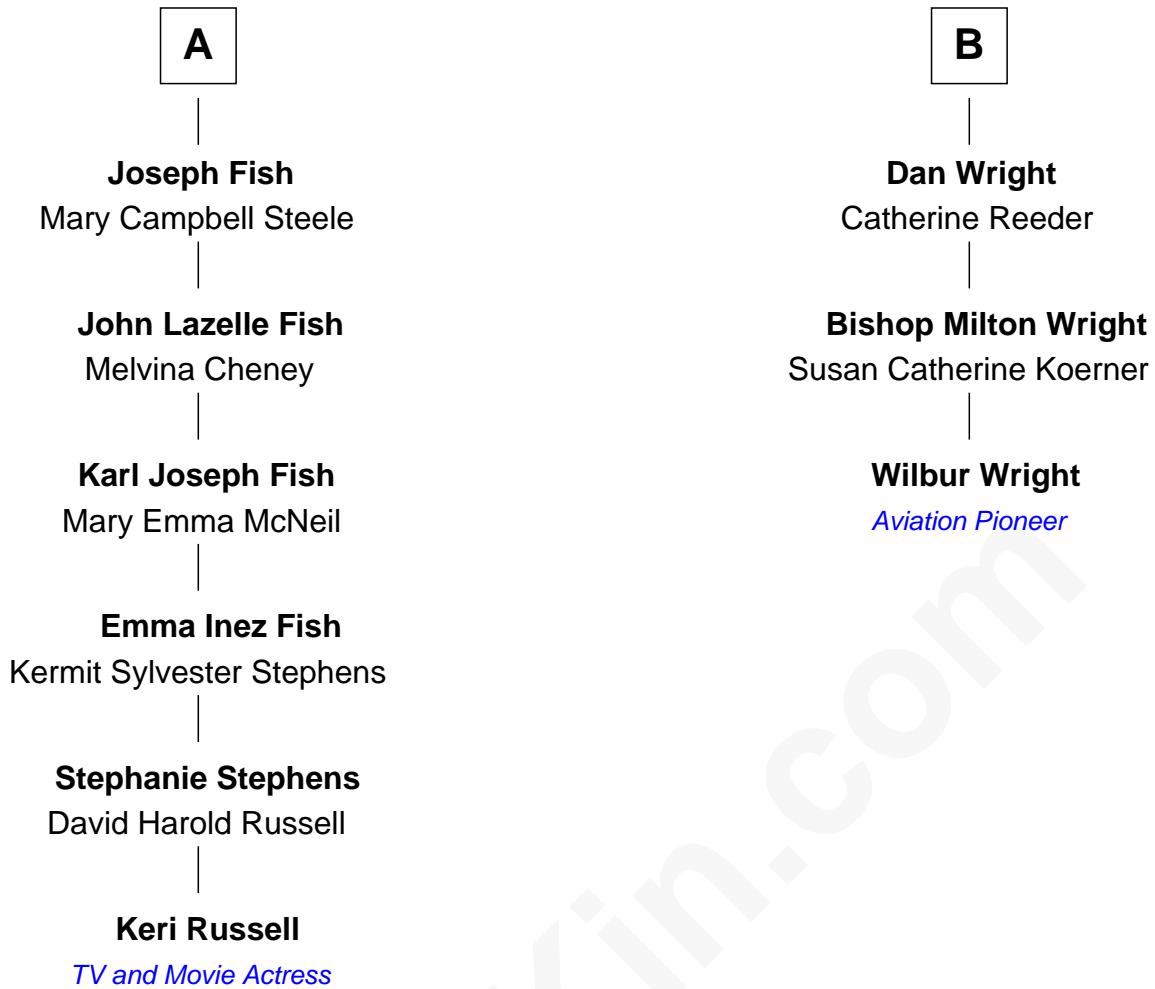 A
Joseph Fish
Mary Campbell Steele
John Lazelle Fish
Melvina Cheney
Karl Joseph Fish
Mary Emma McNeil
Emma Inez Fish
Kermit Sylvester Stephens
Stephanie Stephens
David Harold Russell
Keri Russell
TV and Movie Actress
B
Dan Wright
Catherine Reeder
Bishop Milton Wright
Susan Catherine Koerner
Wilbur Wright
Aviation Pioneer